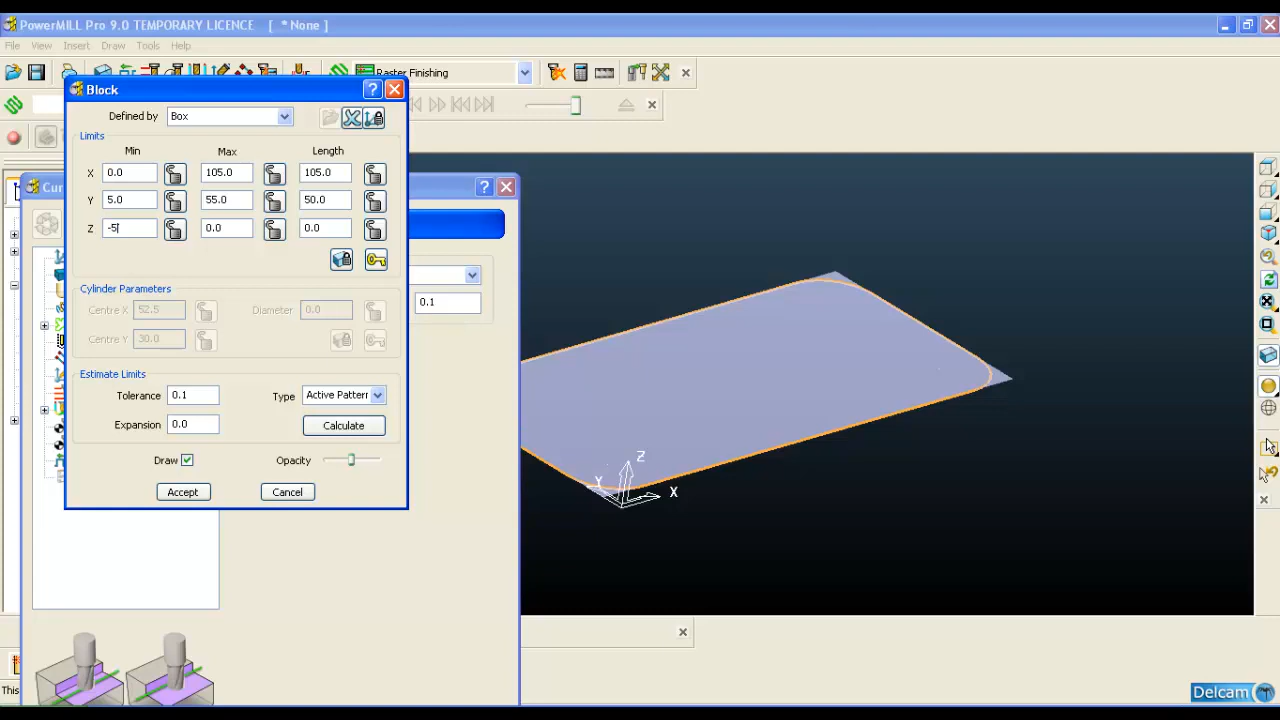 PowerMILL Pro 9.0 TEMPORARY LICENCE [ * None ]
File View Insert Draw Tools Help
Raster Finishing
Block
Defined by Box
Limits
Min Max Length
X 0.0 105.0 105.0
Y 5.0 55.0 50.0
Z -5 0.0 0.0
0.1
Cylinder Parameters
Centre X 52.5 Diameter 0.0
Centre Y 30.0
Estimate Limits
Tolerance 0.1 Type Active Pattern
Expansion 0.0 Calculate
Draw Opacity
Accept Cancel
Z
Y
X
This
Delcam